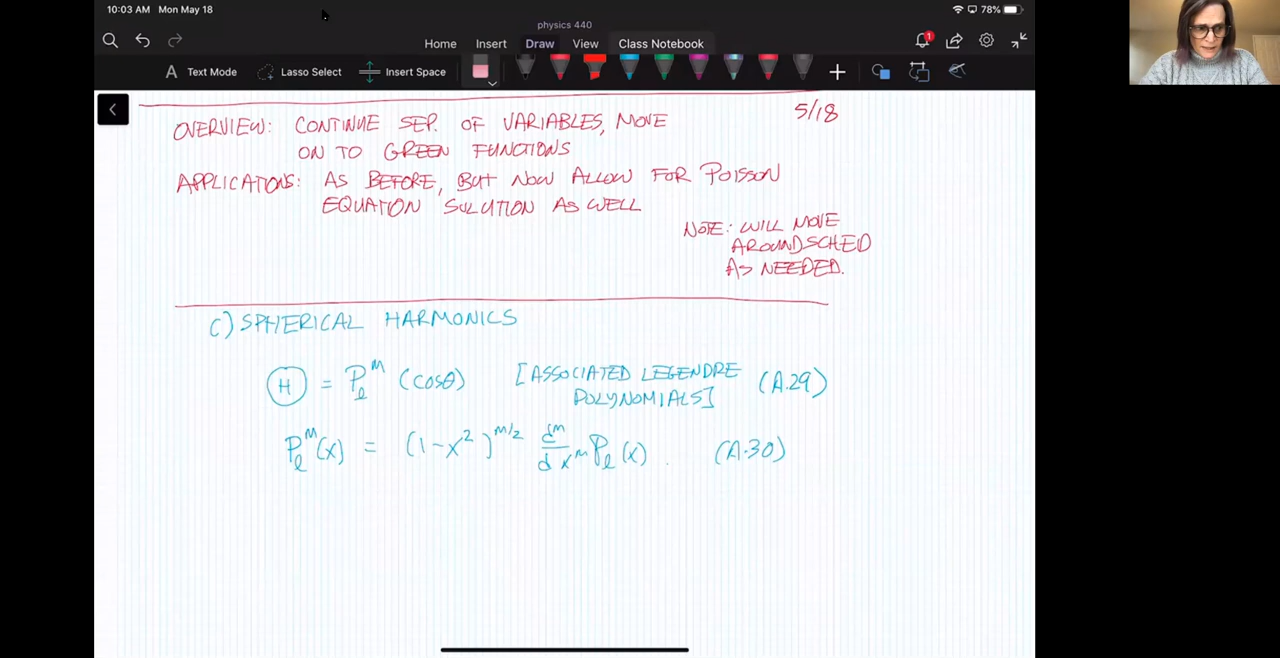 10:03 AM Mon May 18
78%
physics 440
Home Insert Draw View Class Notebook
1
A Text Mode Lasso Select Insert Space
5/18
OVERVIEW: CONTINUE SEP. OF VARIABLES, MOVE
ON TO GREEN FUNCTIONS
APPLICATIONS: AS BEFORE, BUT NOW ALLOW FOR POISSON
EQUATION SOLUTION AS WELL
NOTE: WILL MOVE
AROUND SCHED
AS NEEDED.
C) SPHERICAL HARMONICS
Ⓗ = P_l^m (cosθ) [ASSOCIATED LEGENDRE (A.29)
POLYNOMIALS]
P_l^m(x) = (1-x²)^{m/2} d^m/dx^m P_l(x). (A.30)